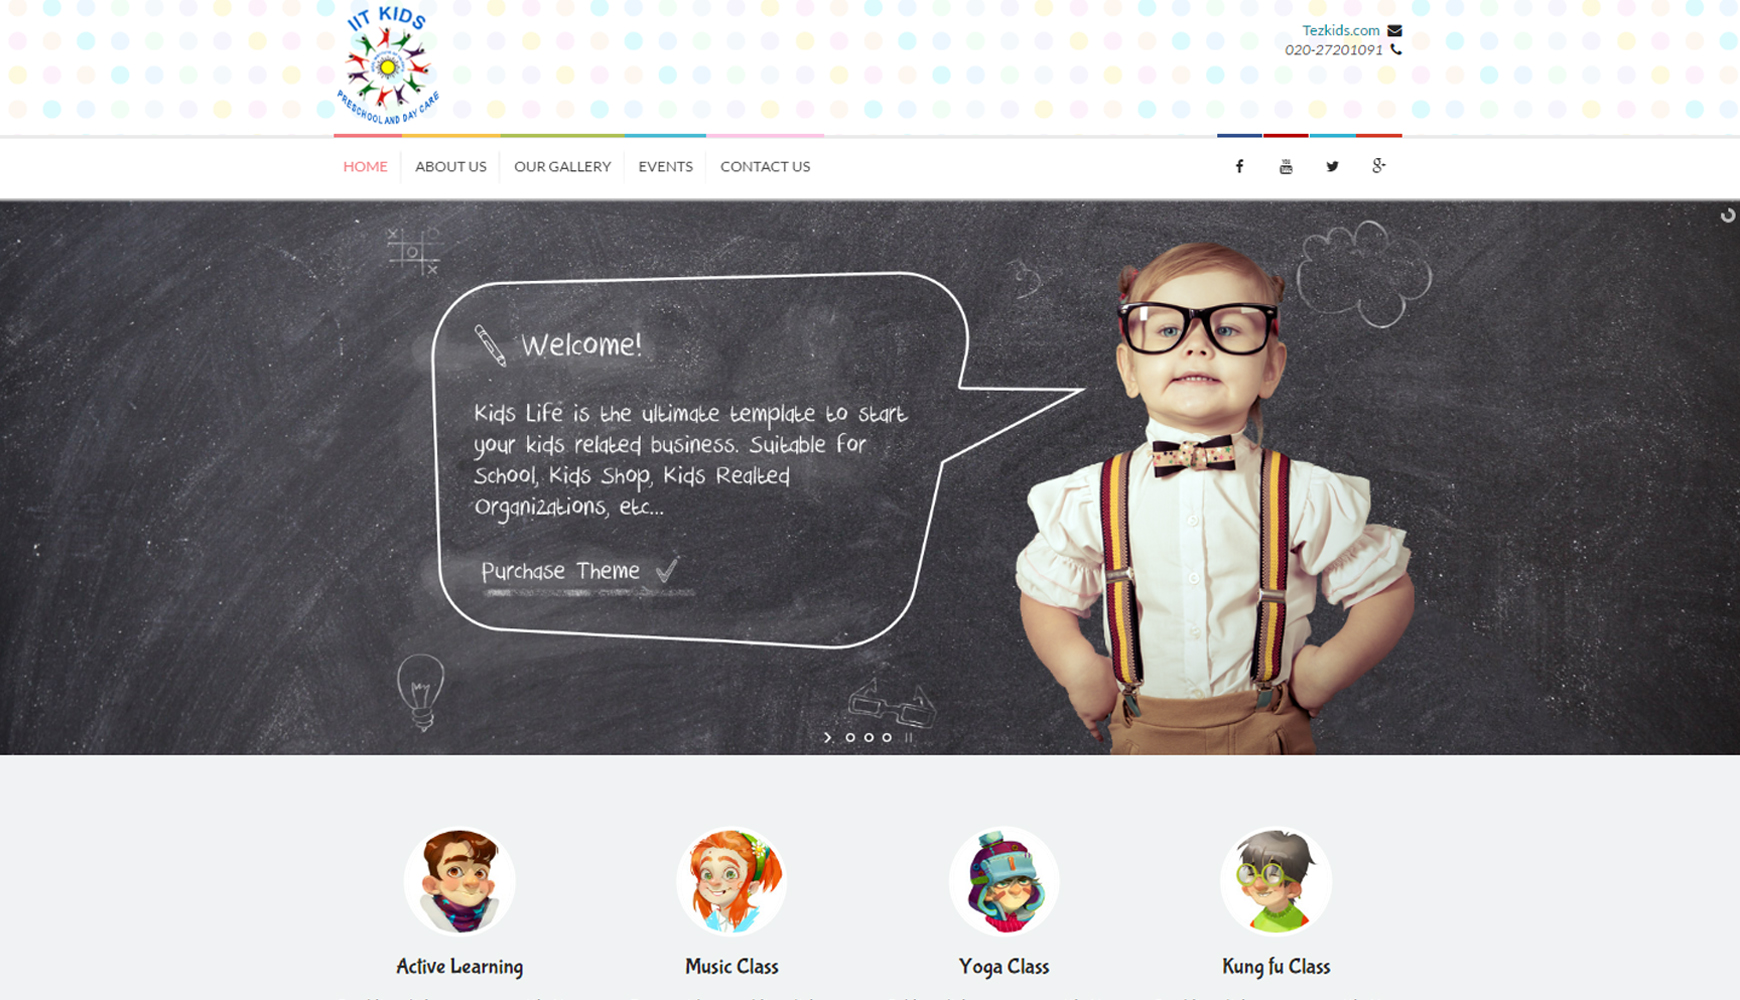 IIT KIDS
PRESCHOOL AND DAY CARE
Tezkids.com
020-27201091
HOME
ABOUT US
OUR GALLERY
EVENTS
CONTACT US
Welcome!
Kids Life is the ultimate template to start
your kids related business. Suitable for
School, Kids Shop, Kids Realted
Organizations, etc...
Purchase Theme
Active Learning
Music Class
Yoga Class
Kung fu Class